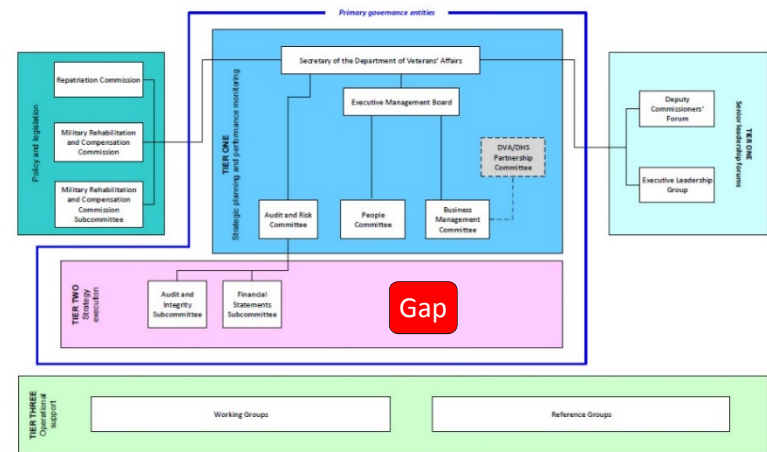 Primary governance entities
Policy and legislation
Repatriation Commission
Military Rehabilitation
and Compensation
Commission
Military Rehabilitation
and Compensation
Commission
Subcommittee
TIER ONE
Strategic planning and performance monitoring
Secretary of the Department of Veterans' Affairs
Executive Management Board
DVA/DHS
Partnership
Committee
Audit and Risk
Committee
People
Committee
Business
Management
Committee
TIER ONE
Senior leadership forums
Deputy
Commissioners'
Forum
Executive Leadership
Group
TIER TWO
Strategy
execution
Audit and
Integrity
Subcommittee
Financial
Statements
Subcommittee
Gap
TIER THREE
Operational
support
Working Groups
Reference Groups